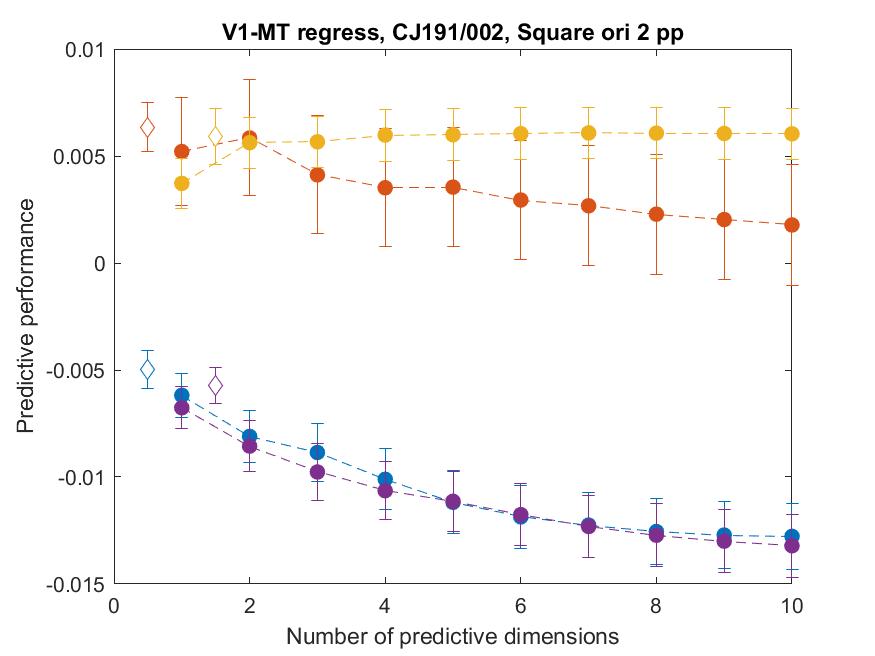 V1-MT regress, CJ191/002, Square ori 2 pp
0.01
0.005
0
-0.005
-0.01
-0.015
Predictive performance
0 2 4 6 8 10
Number of predictive dimensions